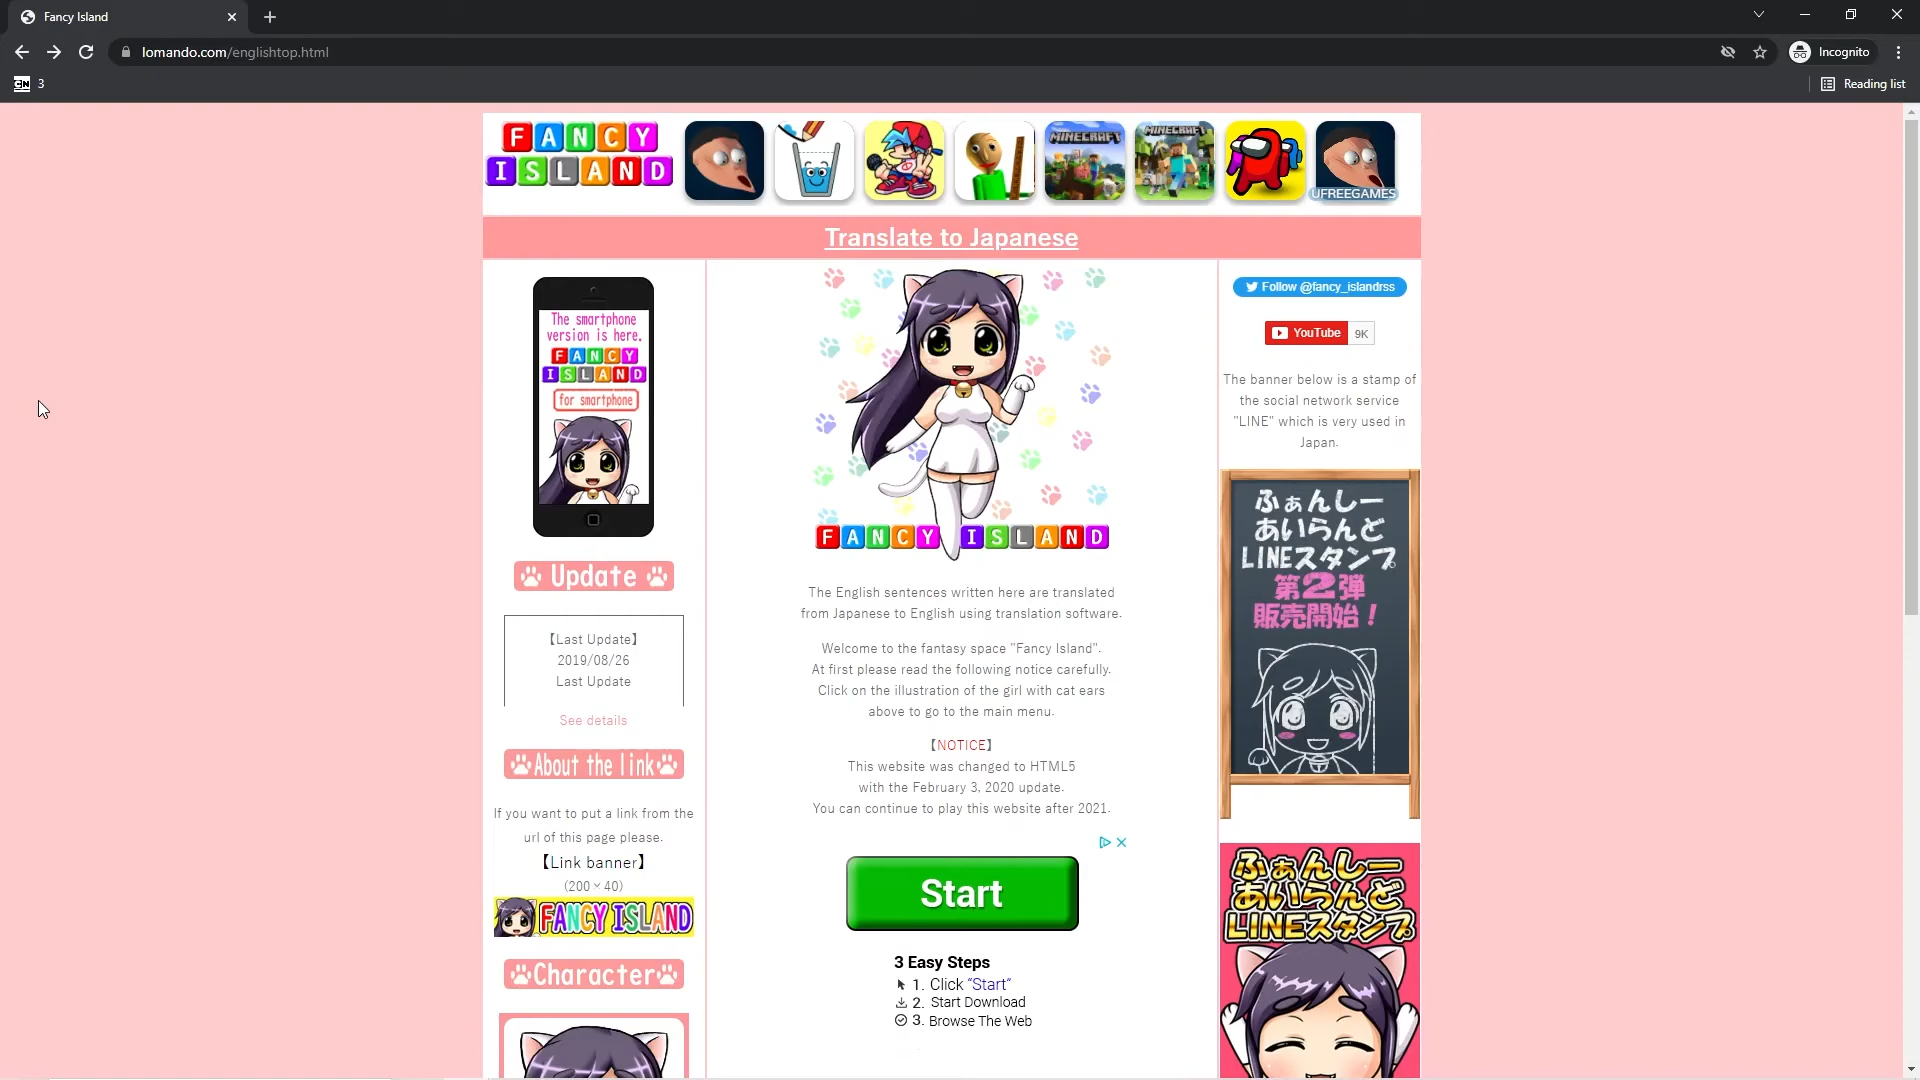 Fancy Island
lomando.com/englishtop.html
Incognito
CN 3
Reading list
FANCY
ISLAND
MINECRAFT
MINECRAFT
UFREEGAMES
Translate to Japanese
The smartphone
version is here.
FANCY
ISLAND
for smartphone
Update
【Last Update】
2019/08/26
Last Update
See details
About the link
If you want to put a link from the
url of this page please.
【Link banner】
(200×40)
FANCY ISLAND
Character
FANCY ISLAND
The English sentences written here are translated
from Japanese to English using translation software.
Welcome to the fantasy space "Fancy Island".
At first please read the following notice carefully.
Click on the illustration of the girl with cat ears
above to go to the main menu.
【NOTICE】
This website was changed to HTML5
with the February 3, 2020 update.
You can continue to play this website after 2021.
Start
3 Easy Steps
1. Click “Start”
2. Start Download
3. Browse The Web
Follow @fancy_islandrss
YouTube 9K
The banner below is a stamp of
the social network service
"LINE" which is very used in
Japan.
ふぁんしー
あいらんど
LINEスタンプ
第2弾
販売開始！
ふぁんしー
あいらんど
LINEスタンプ